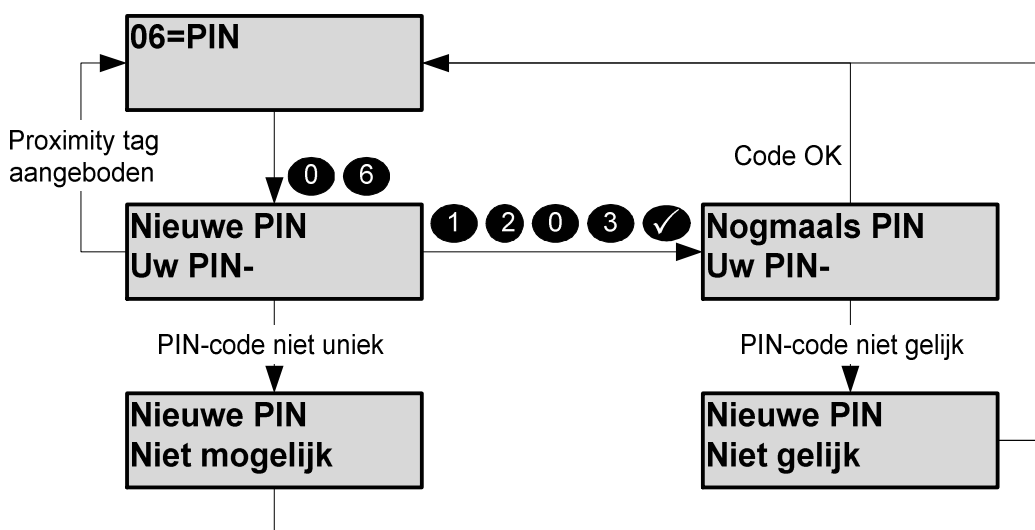 06=PIN
Proximity tag
aangeboden
0 6
Code OK
Nieuwe PIN
Uw PIN-
1 2 0 3 ✓
Nogmaals PIN
Uw PIN-
PIN-code niet uniek
PIN-code niet gelijk
Nieuwe PIN
Niet mogelijk
Nieuwe PIN
Niet gelijk